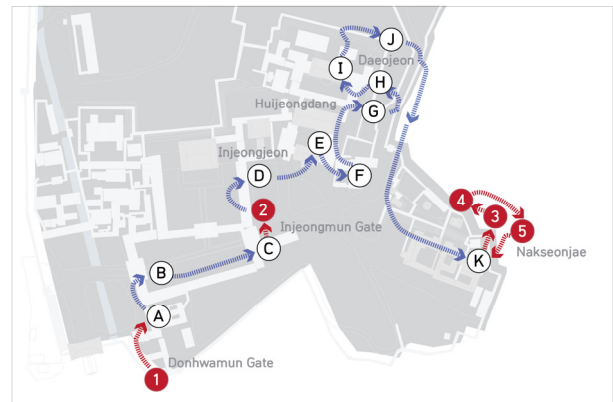 J
Daeojeon
I
H
Huijeongdang
G
E
Injeongjeon
D
F
4
2
3
Injeongmun Gate
5
C
K
Nakseonjae
B
A
Donhwamun Gate
1